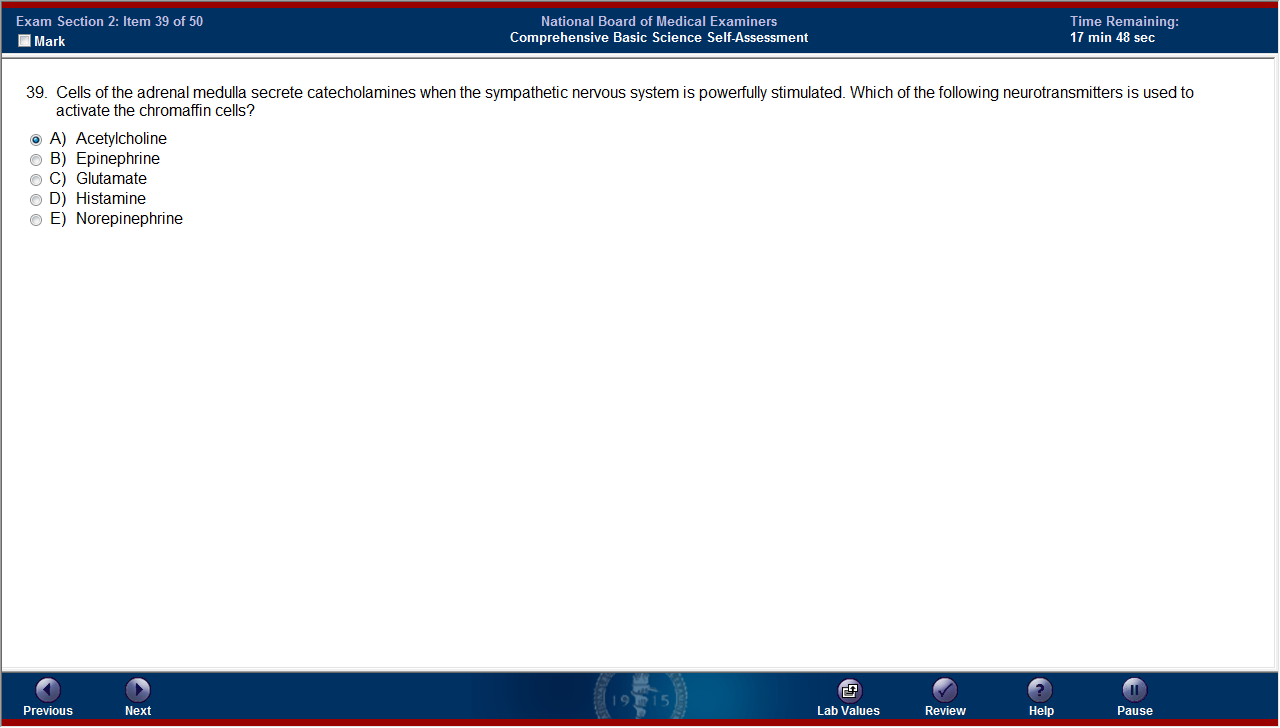 Exam Section 2: Item 39 of 50
National Board of Medical Examiners
Time Remaining:
Mark
Comprehensive Basic Science Self-Assessment
17 min 48 sec
39. Cells of the adrenal medulla secrete catecholamines when the sympathetic nervous system is powerfully stimulated. Which of the following neurotransmitters is used to
activate the chromaffin cells?
A) Acetylcholine
B) Epinephrine
C) Glutamate
D) Histamine
E) Norepinephrine
1915
Previous
Next
Lab Values
Review
Help
Pause